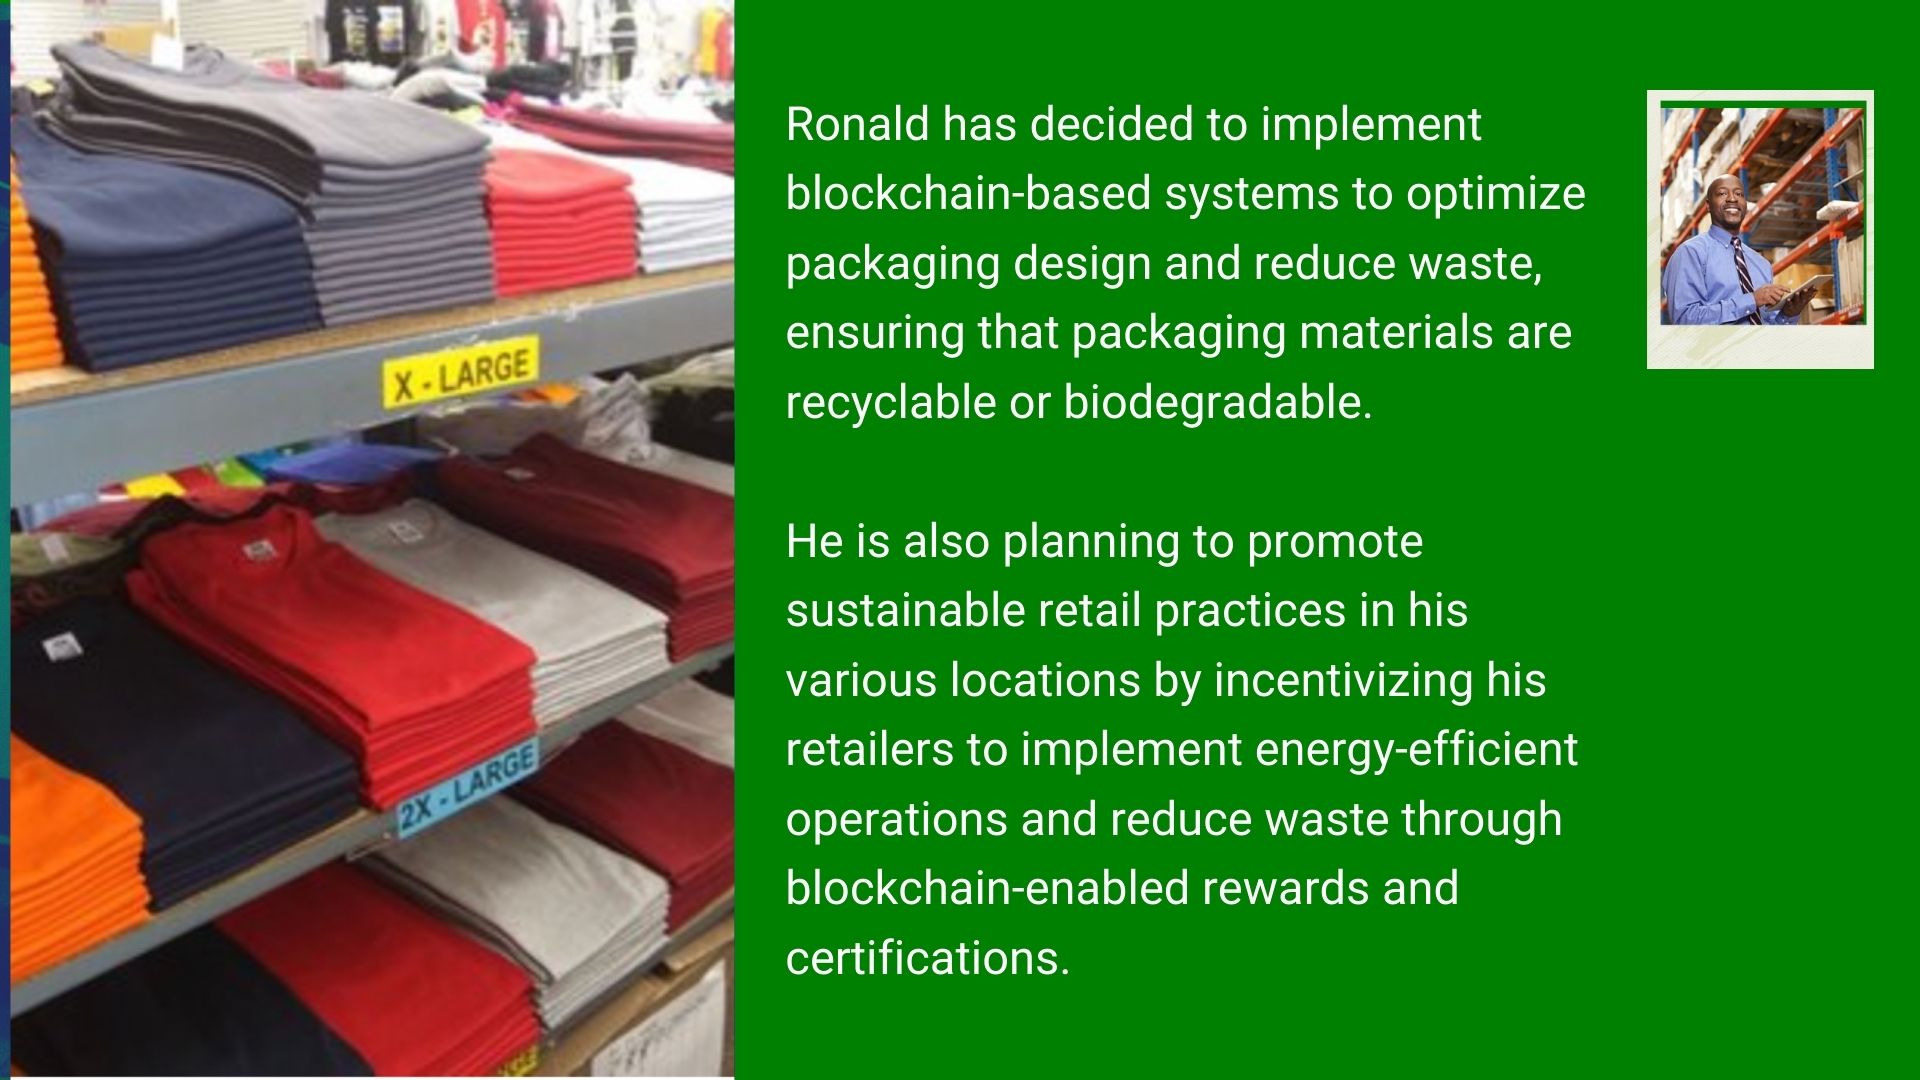 Ronald has decided to implement
blockchain-based systems to optimize
packaging design and reduce waste,
ensuring that packaging materials are
recyclable or biodegradable.
He is also planning to promote
sustainable retail practices in his
various locations by incentivizing his
retailers to implement energy-efficient
operations and reduce waste through
blockchain-enabled rewards and
certifications.
X - LARGE
2X - LARGE